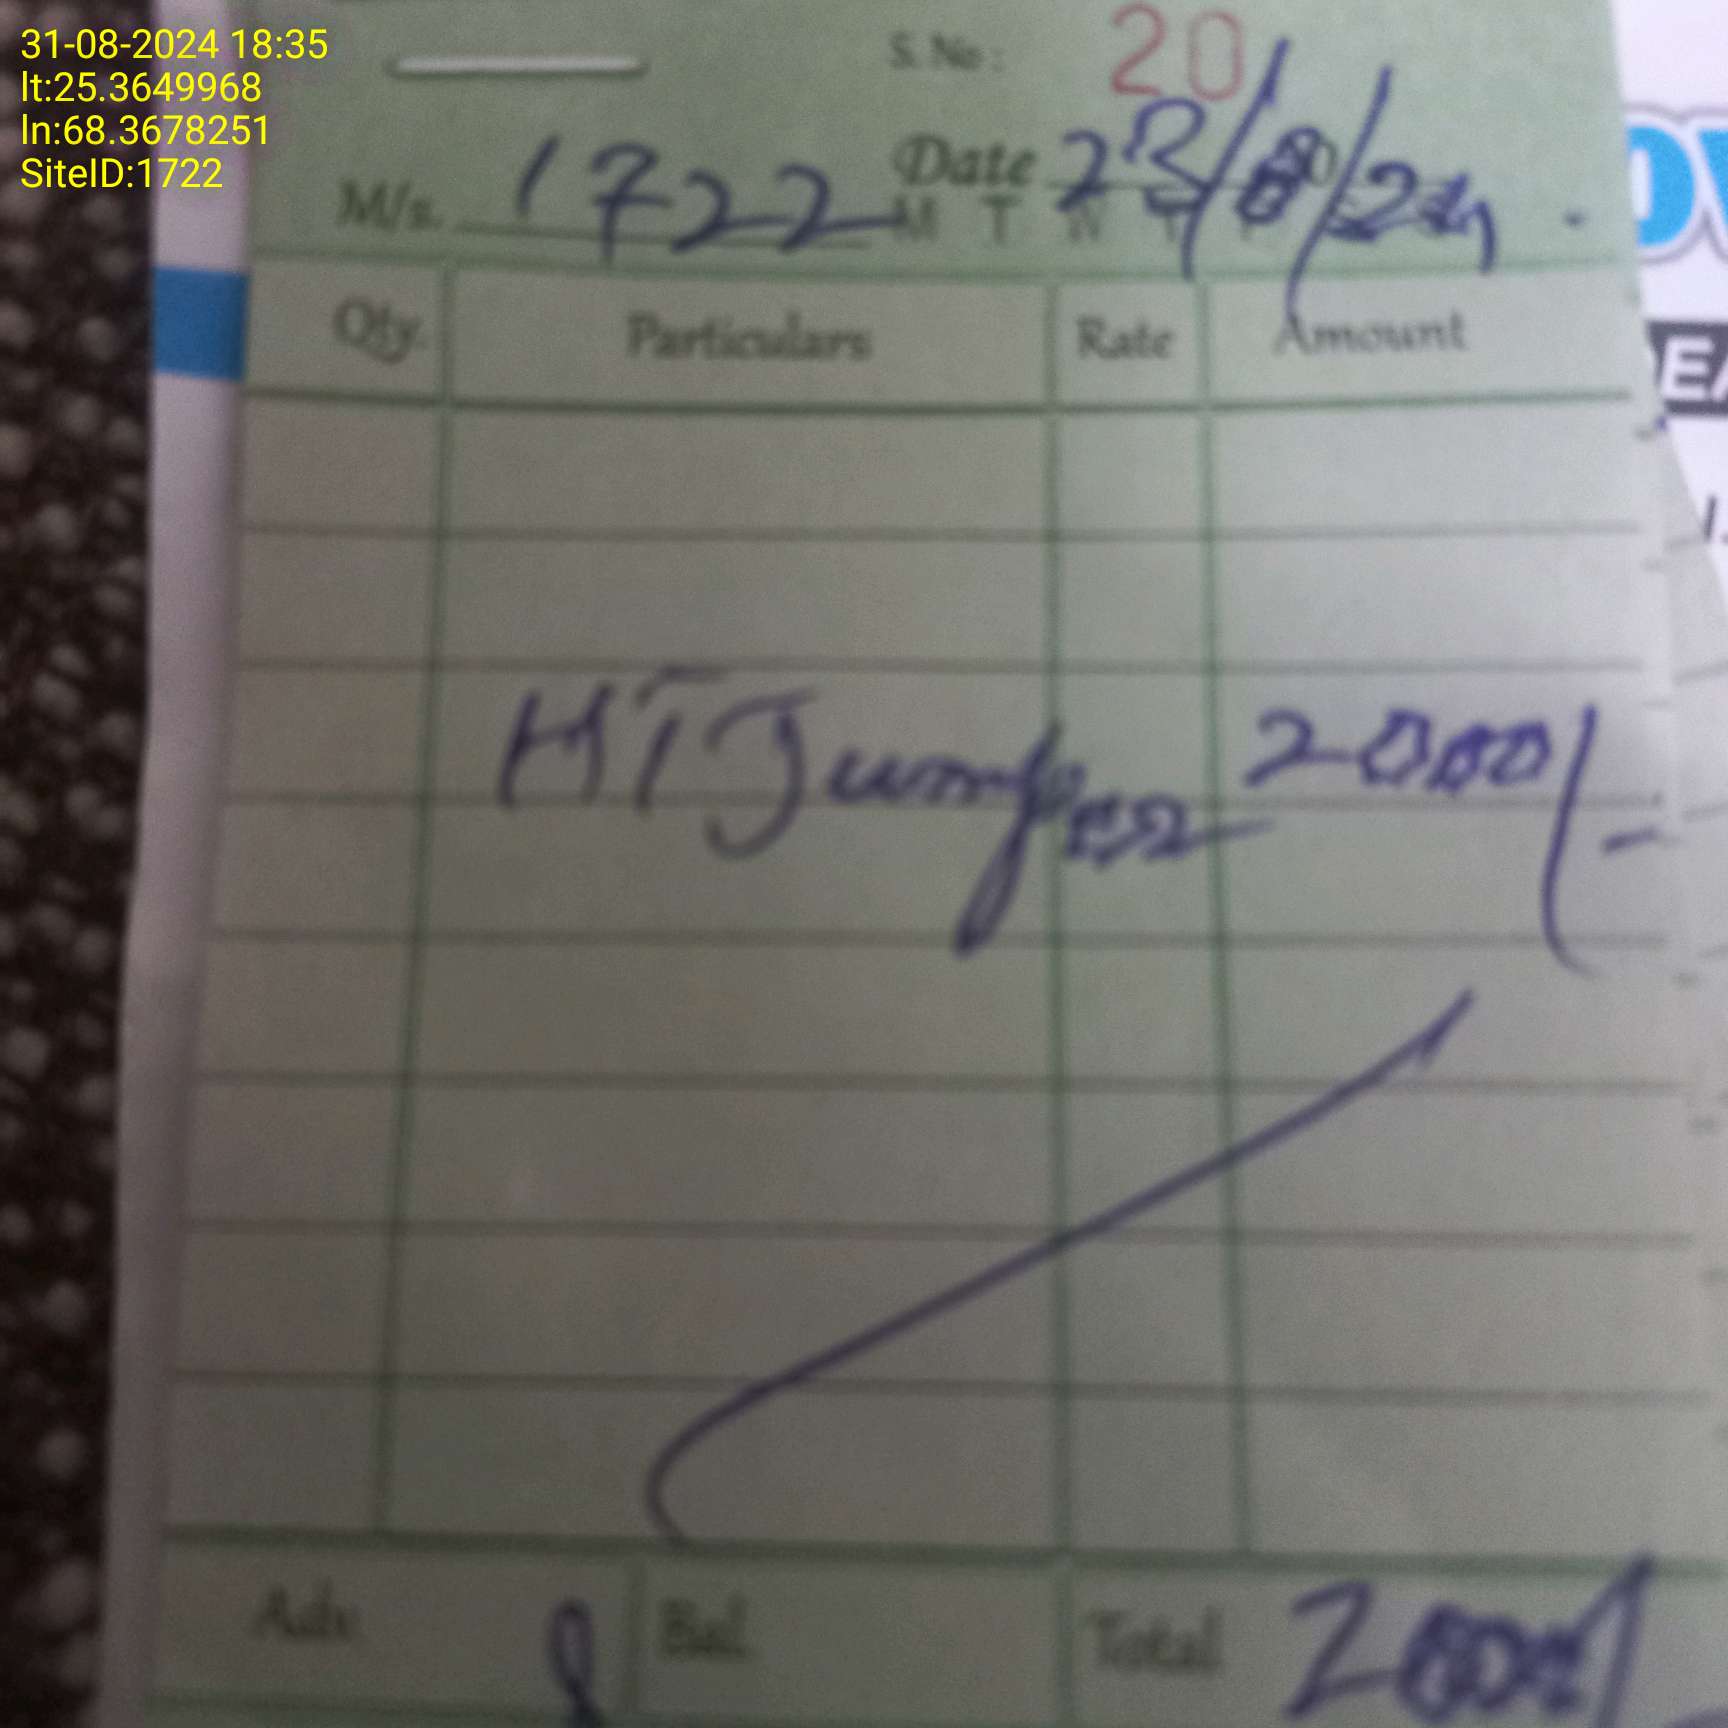 31-08-2024 18:35
lt:25.3649968
ln:68.3678251
SiteID:1722
S. No: 20
Date 23/8/24
M/s. 1722
M T W T F
Qty. Particulars Rate Amount
HT Jumper 2000/-
Adv. Bal. Total 2000/